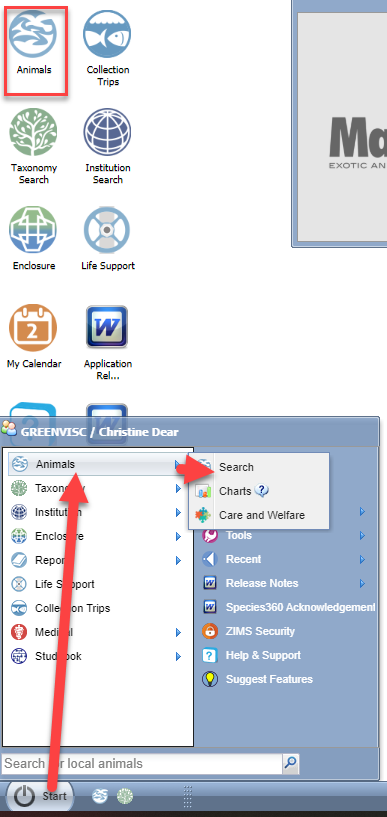 Animals
Collection
Trips
Ma
EXOTIC AN
Taxonomy
Search
Institution
Search
Enclosure
Life Support
2
My Calendar
W
Application
Rel...
?
GREENVISC / Christine Dear
Animals
Search
Charts ?
Care and Welfare
Institution
Enclosure
Tools
Report
Recent
Life Support
W Release Notes
Collection Trips
W Species360 Acknowledgement
Medical
ZIMS Security
Studbook
? Help & Support
Suggest Features
Search for local animals
Start